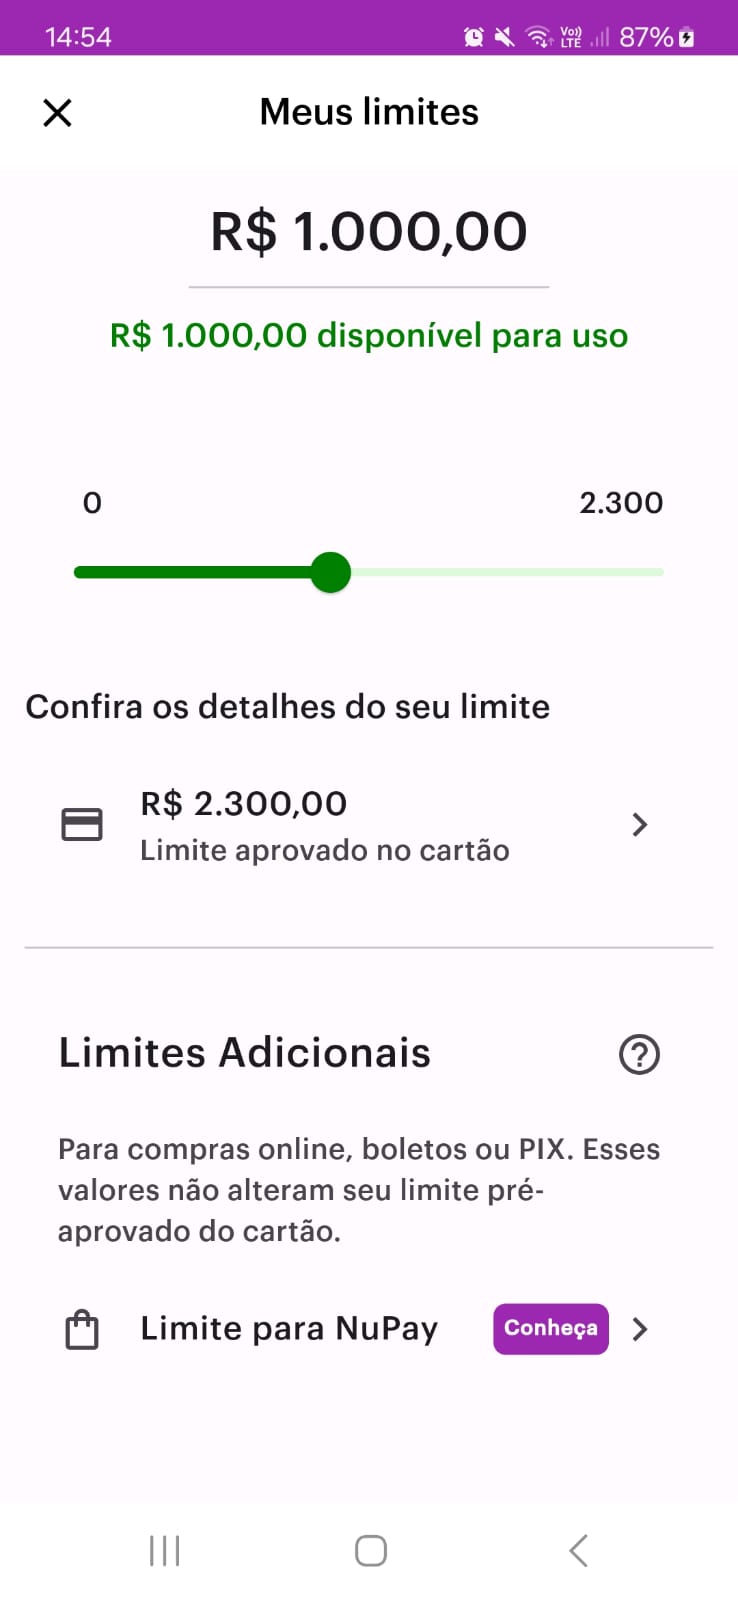 14:54
Vo)) LTE
87%
Meus limites
R$ 1.000,00
R$ 1.000,00 disponível para uso
0
2.300
Confira os detalhes do seu limite
R$ 2.300,00
Limite aprovado no cartão
Limites Adicionais
Para compras online, boletos ou PIX. Esses
valores não alteram seu limite pré-
aprovado do cartão.
Limite para NuPay
Conheça